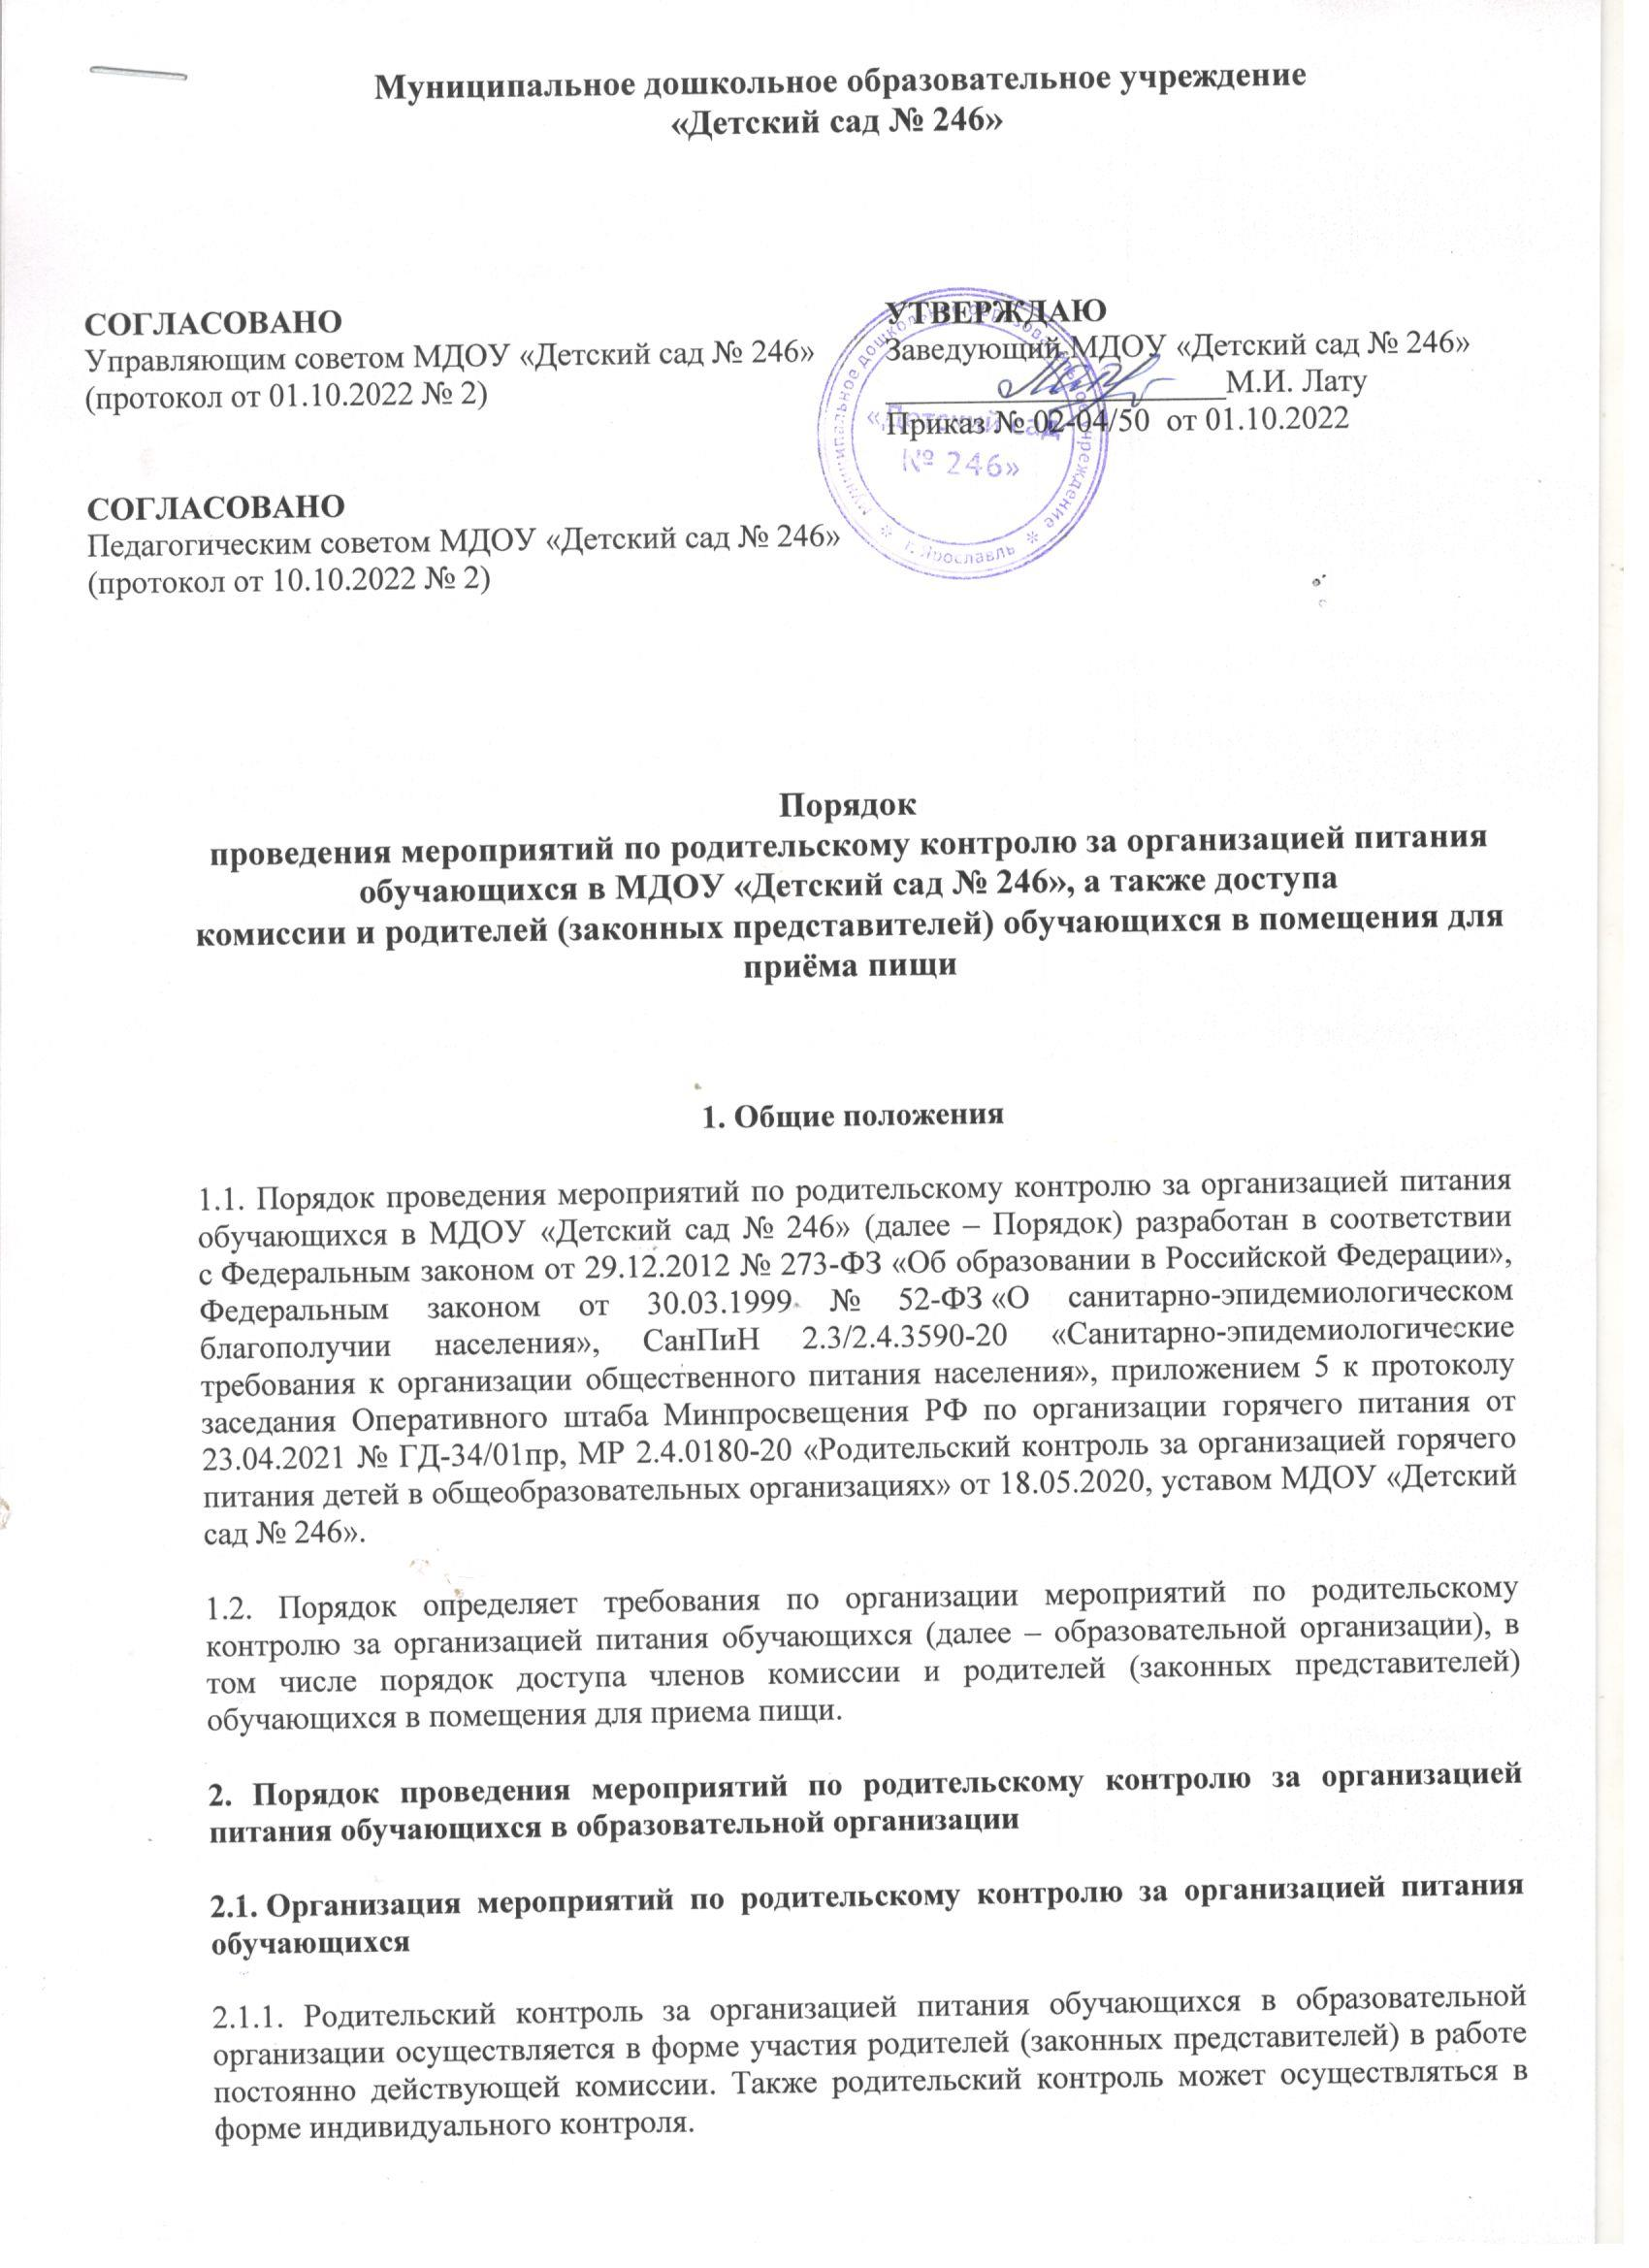 Муниципальное дошкольное образовательное учреждение
«Детский сад № 246»
СОГЛАСОВАНО
Управляющим советом МДОУ «Детский сад № 246»
(протокол от 01.10.2022 № 2)
УТВЕРЖДАЮ
Заведующий МДОУ «Детский сад № 246»
М.И. Лату
Приказ № 02-04/50 от 01.10.2022
муниципальное дошкольное образовательное учреждение
г. Ярославль
«Детский сад
№ 246»
СОГЛАСОВАНО
Педагогическим советом МДОУ «Детский сад № 246»
(протокол от 10.10.2022 № 2)
Порядок
проведения мероприятий по родительскому контролю за организацией питания
обучающихся в МДОУ «Детский сад № 246», а также доступа
комиссии и родителей (законных представителей) обучающихся в помещения для
приёма пищи
1. Общие положения
1.1. Порядок проведения мероприятий по родительскому контролю за организацией питания
обучающихся в МДОУ «Детский сад № 246» (далее – Порядок) разработан в соответствии
с Федеральным законом от 29.12.2012 № 273-ФЗ «Об образовании в Российской Федерации»,
Федеральным законом от 30.03.1999 № 52-ФЗ «О санитарно-эпидемиологическом
благополучии населения», СанПиН 2.3/2.4.3590-20 «Санитарно-эпидемиологические
требования к организации общественного питания населения», приложением 5 к протоколу
заседания Оперативного штаба Минпросвещения РФ по организации горячего питания от
23.04.2021 № ГД-34/01пр, МР 2.4.0180-20 «Родительский контроль за организацией горячего
питания детей в общеобразовательных организациях» от 18.05.2020, уставом МДОУ «Детский
сад № 246».
1.2. Порядок определяет требования по организации мероприятий по родительскому
контролю за организацией питания обучающихся (далее – образовательной организации), в
том числе порядок доступа членов комиссии и родителей (законных представителей)
обучающихся в помещения для приема пищи.
2. Порядок проведения мероприятий по родительскому контролю за организацией
питания обучающихся в образовательной организации
2.1. Организация мероприятий по родительскому контролю за организацией питания
обучающихся
2.1.1. Родительский контроль за организацией питания обучающихся в образовательной
организации осуществляется в форме участия родителей (законных представителей) в работе
постоянно действующей комиссии. Также родительский контроль может осуществляться в
форме индивидуального контроля.